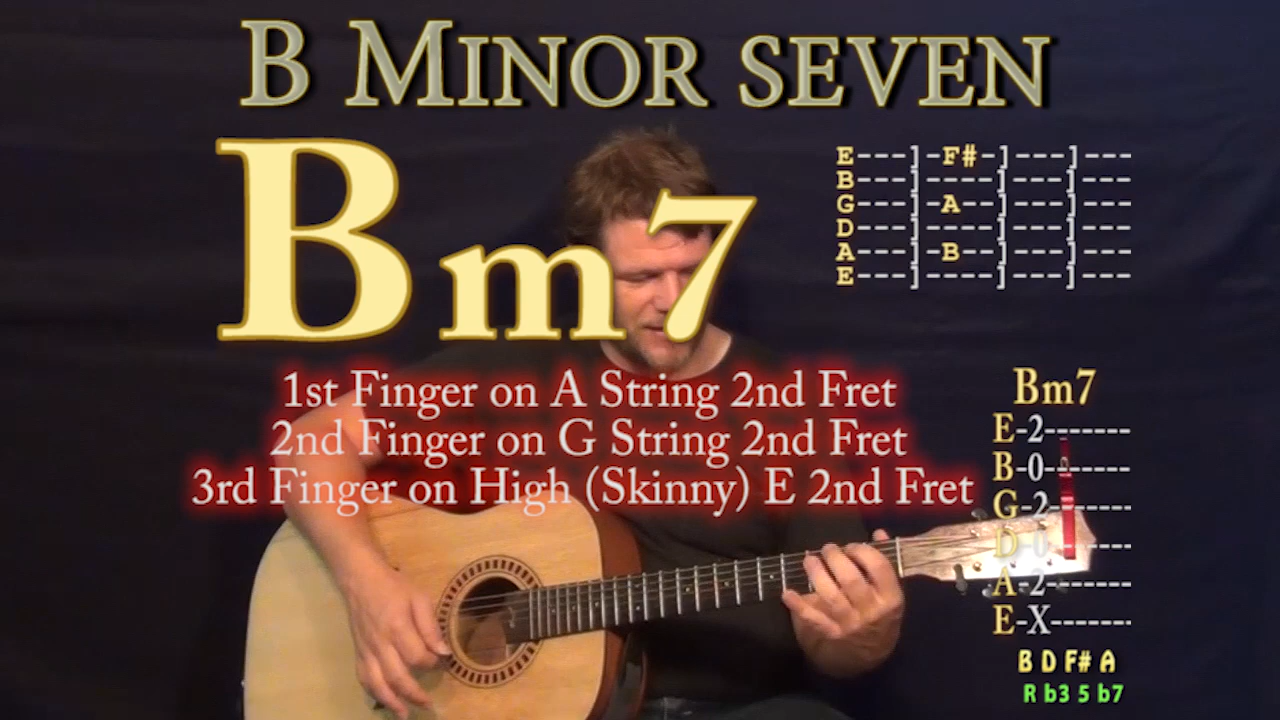 B Minor seven
Bm7
E---]-F#-]---]---
B---]----]---]---
G---]-A--]---]---
D---]----]---]---
A---]-B--]---]---
E---]----]---]---
1st Finger on A String 2nd Fret
2nd Finger on G String 2nd Fret
3rd Finger on High (Skinny) E 2nd Fret
Bm7
E-2-------
B-0-------
G-2-------
D-0-------
A-2-------
E-X-------
B D F# A
R b3 5 b7